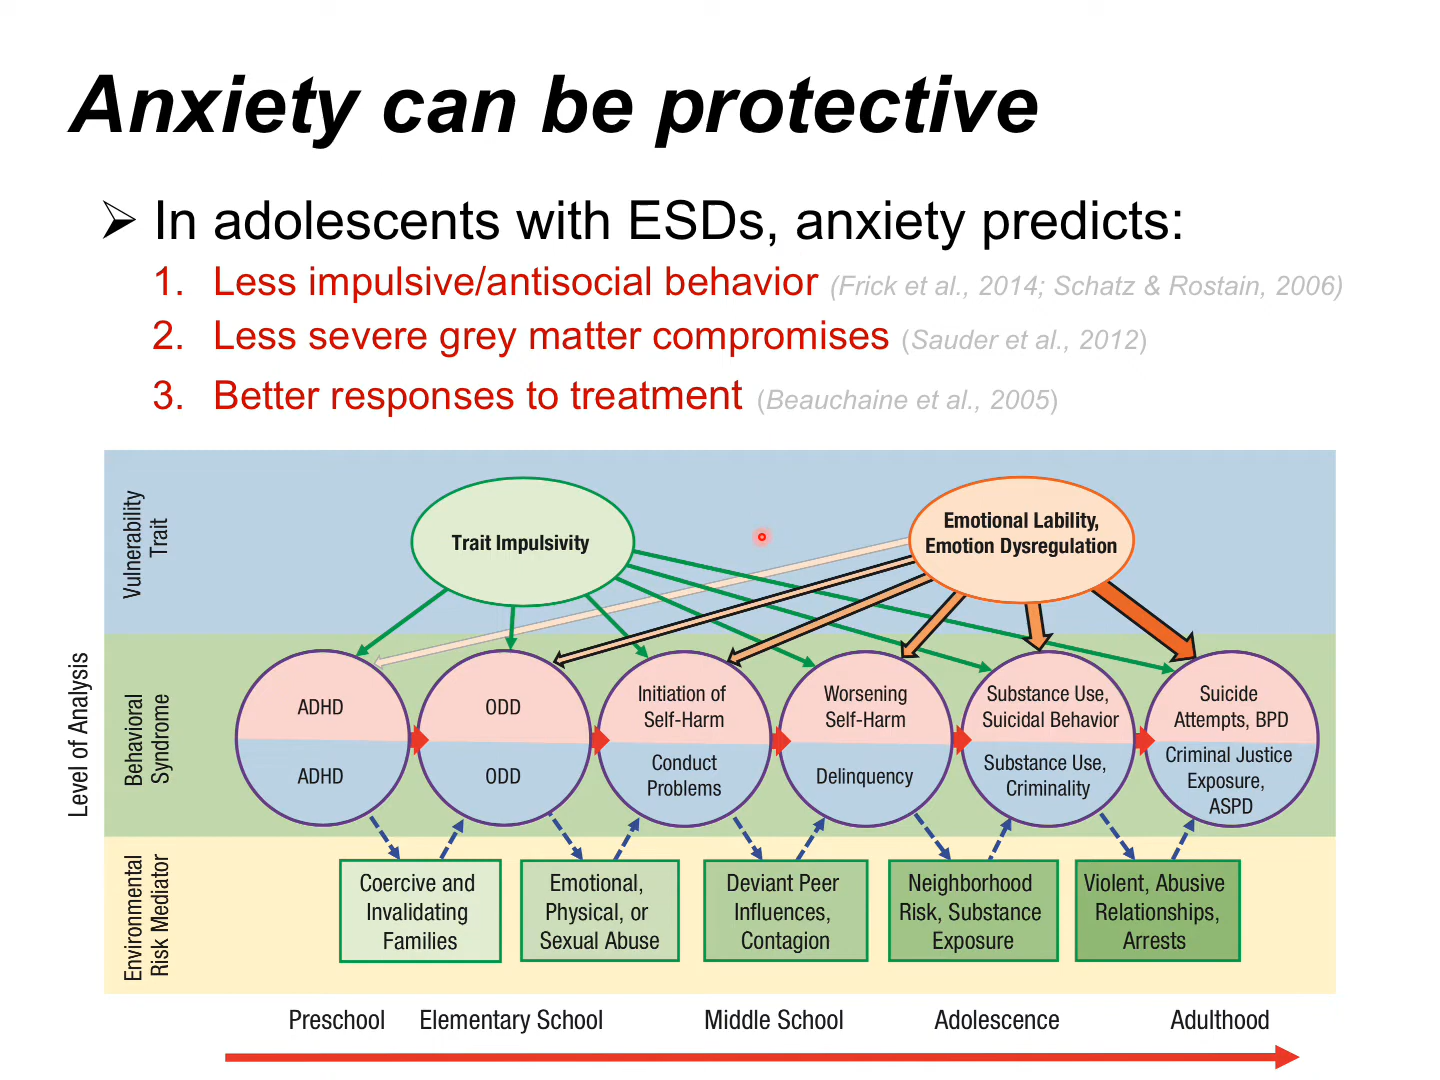 Anxiety can be protective
➢ In adolescents with ESDs, anxiety predicts:
1. Less impulsive/antisocial behavior (Frick et al., 2014; Schatz & Rostain, 2006)
2. Less severe grey matter compromises (Sauder et al., 2012)
3. Better responses to treatment (Beauchaine et al., 2005)
Level of Analysis
Vulnerability
Trait
Trait Impulsivity
Emotional Lability,
Emotion Dysregulation
Behavioral
Syndrome
ADHD
ADHD
ODD
ODD
Initiation of
Self-Harm
Conduct
Problems
Worsening
Self-Harm
Delinquency
Substance Use,
Suicidal Behavior
Substance Use,
Criminality
Suicide
Attempts, BPD
Criminal Justice
Exposure,
ASPD
Environmental
Risk Mediator
Coercive and
Invalidating
Families
Emotional,
Physical, or
Sexual Abuse
Deviant Peer
Influences,
Contagion
Neighborhood
Risk, Substance
Exposure
Violent, Abusive
Relationships,
Arrests
Preschool
Elementary School
Middle School
Adolescence
Adulthood